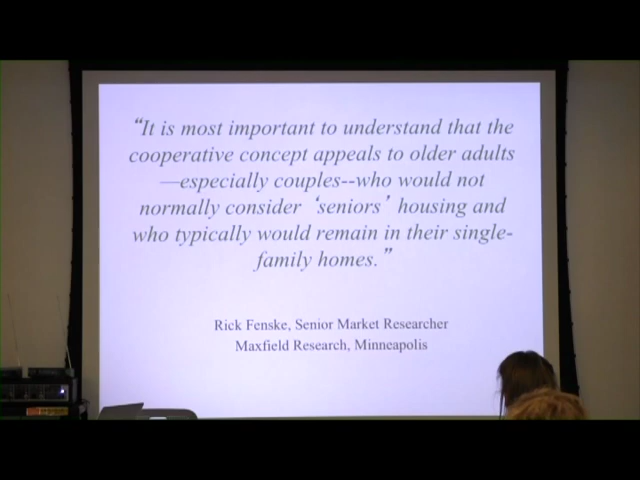 “It is most important to understand that the
cooperative concept appeals to older adults
—especially couples--who would not
normally consider ‘seniors’ housing and
who typically would remain in their single-
family homes.”
Rick Fenske, Senior Market Researcher
Maxfield Research, Minneapolis